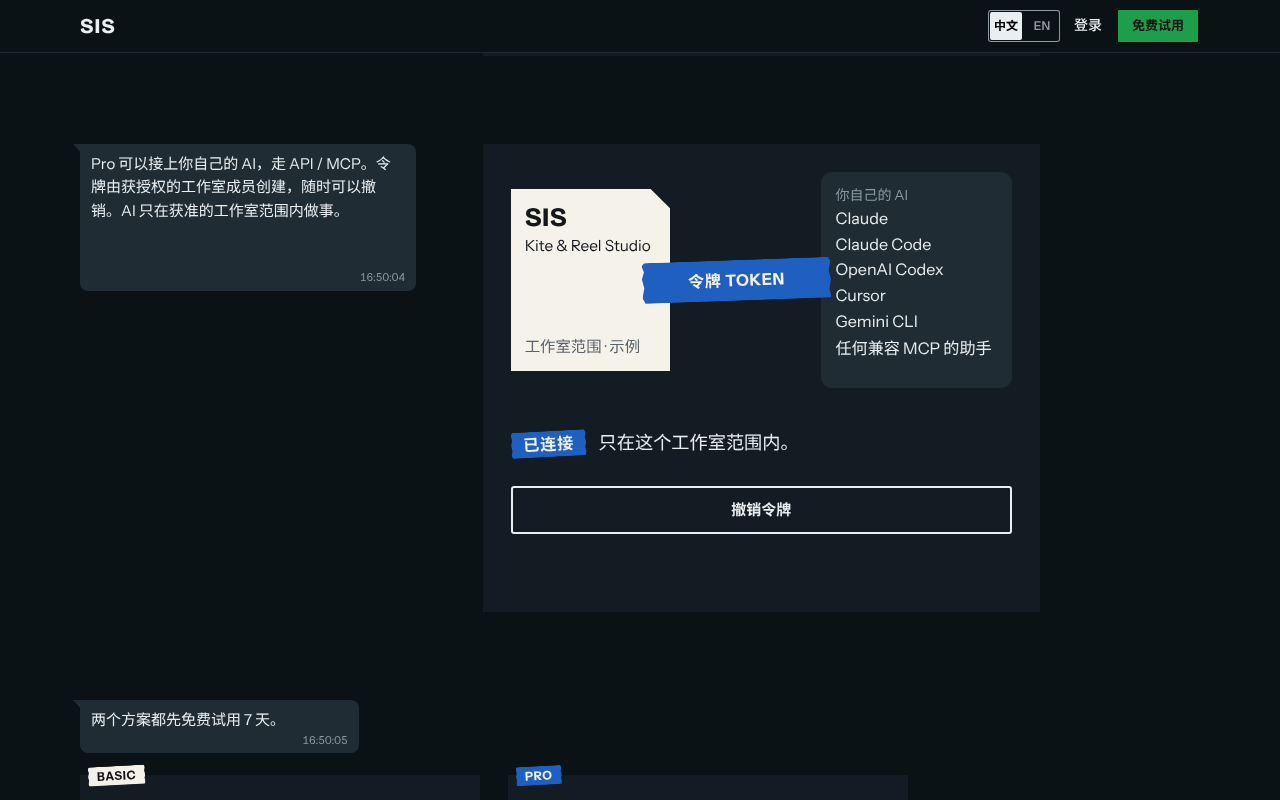 SIS
中文
EN
登录
免费试用
Pro 可以接上你自己的 AI，走 API / MCP。令
牌由获授权的工作室成员创建，随时可以撤
销。AI 只在获准的工作室范围内做事。
16:50:04
SIS
Kite & Reel Studio
工作室范围 · 示例
令牌 TOKEN
你自己的 AI
Claude
Claude Code
OpenAI Codex
Cursor
Gemini CLI
任何兼容 MCP 的助手
已连接
只在这个工作室范围内。
撤销令牌
两个方案都先免费试用 7 天。
16:50:05
BASIC
PRO